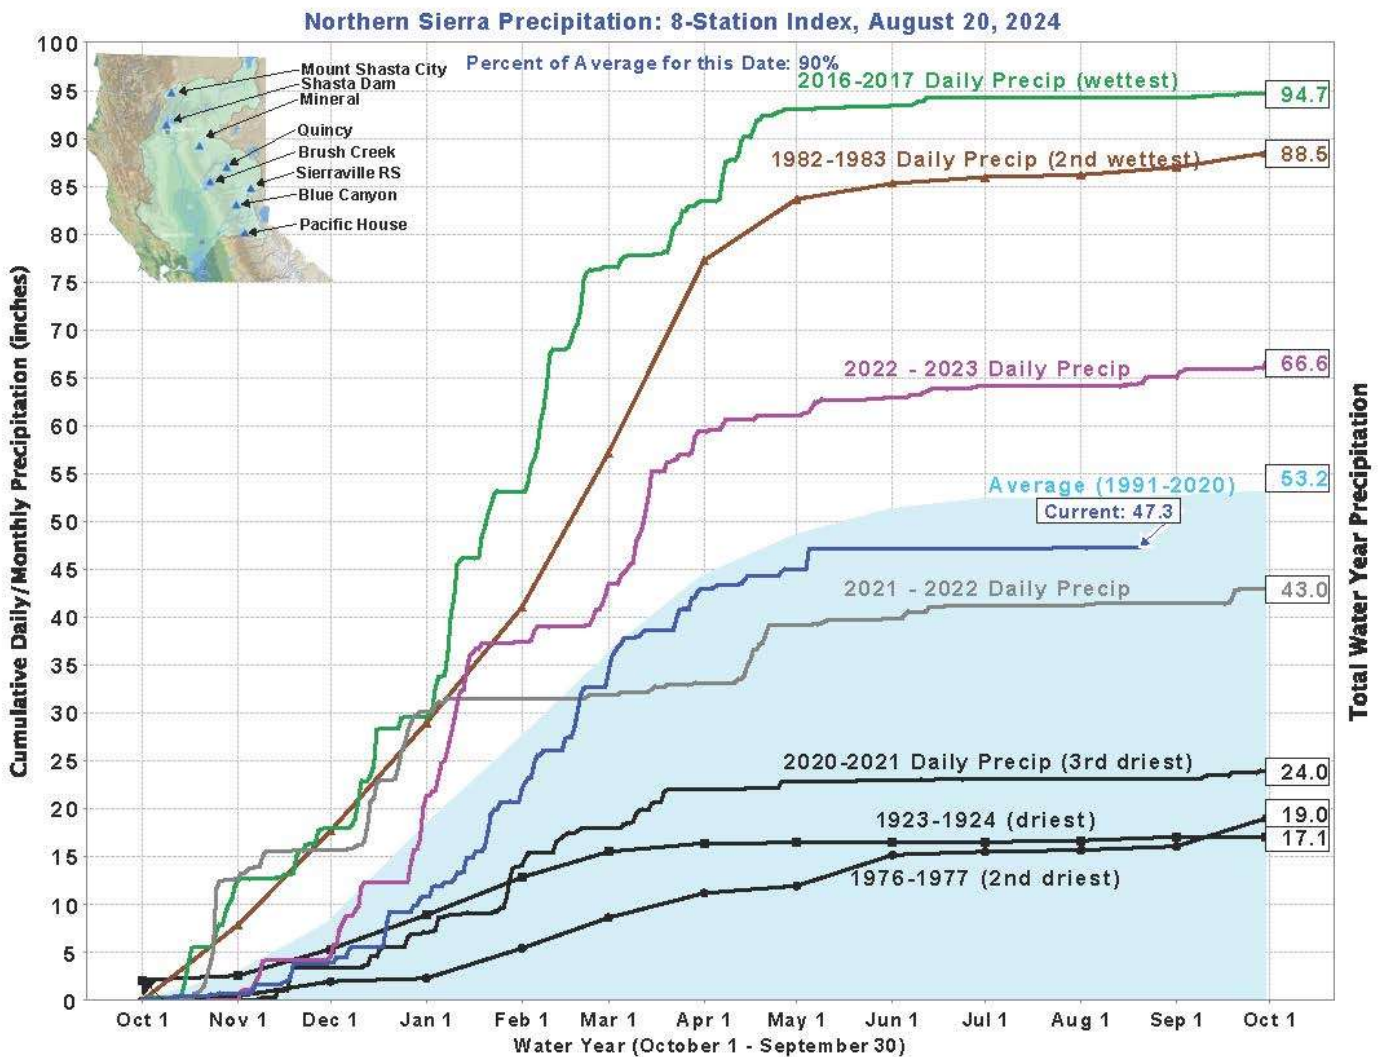 Northern Sierra Precipitation: 8-Station Index, August 20, 2024
Percent of Average for this Date: 90%
Mount Shasta City
Shasta Dam
Mineral
Quincy
Brush Creek
Sierraville RS
Blue Canyon
Pacific House
2016-2017 Daily Precip (wettest)
94.7
1982-1983 Daily Precip (2nd wettest)
88.5
2022 - 2023 Daily Precip
66.6
Average (1991-2020)
53.2
Current: 47.3
2021 - 2022 Daily Precip
43.0
2020-2021 Daily Precip (3rd driest)
24.0
1923-1924 (driest)
19.0
17.1
1976-1977 (2nd driest)
Cumulative Daily/Monthly Precipitation (inches)
100
95
90
85
80
75
70
65
60
55
50
45
40
35
30
25
20
15
10
5
0
Total Water Year Precipitation
Oct 1 Nov 1 Dec 1 Jan 1 Feb 1 Mar 1 Apr 1 May 1 Jun 1 Jul 1 Aug 1 Sep 1 Oct 1
Water Year (October 1 - September 30)